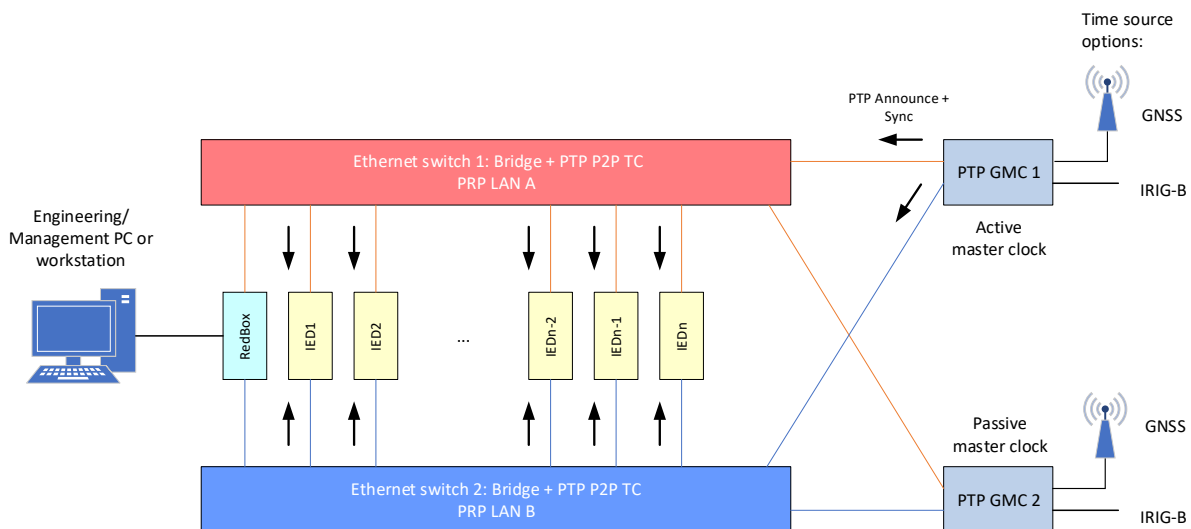 Time source
options:
PTP Announce +
Sync
GNSS
Ethernet switch 1: Bridge + PTP P2P TC
PRP LAN A
PTP GMC 1
IRIG-B
Active
master clock
Engineering/
Management PC or
workstation
RedBox
IED1
IED2
...
IEDn-2
IEDn-1
IEDn
Passive
master clock
GNSS
Ethernet switch 2: Bridge + PTP P2P TC
PRP LAN B
PTP GMC 2
IRIG-B